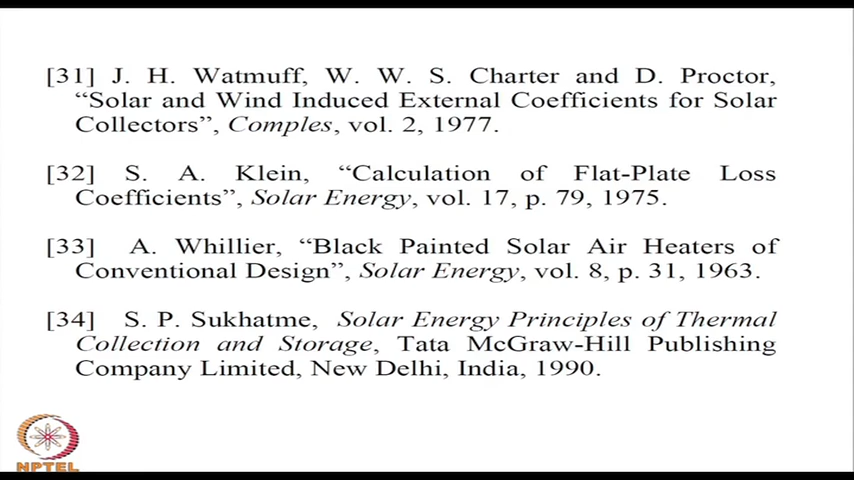 [31] J. H. Watmuff, W. W. S. Charter and D. Proctor,
“Solar and Wind Induced External Coefficients for Solar
Collectors”, Comples, vol. 2, 1977.
[32] S. A. Klein, “Calculation of Flat-Plate Loss
Coefficients”, Solar Energy, vol. 17, p. 79, 1975.
[33] A. Whillier, “Black Painted Solar Air Heaters of
Conventional Design”, Solar Energy, vol. 8, p. 31, 1963.
[34] S. P. Sukhatme, Solar Energy Principles of Thermal
Collection and Storage, Tata McGraw-Hill Publishing
Company Limited, New Delhi, India, 1990.
NPTEL